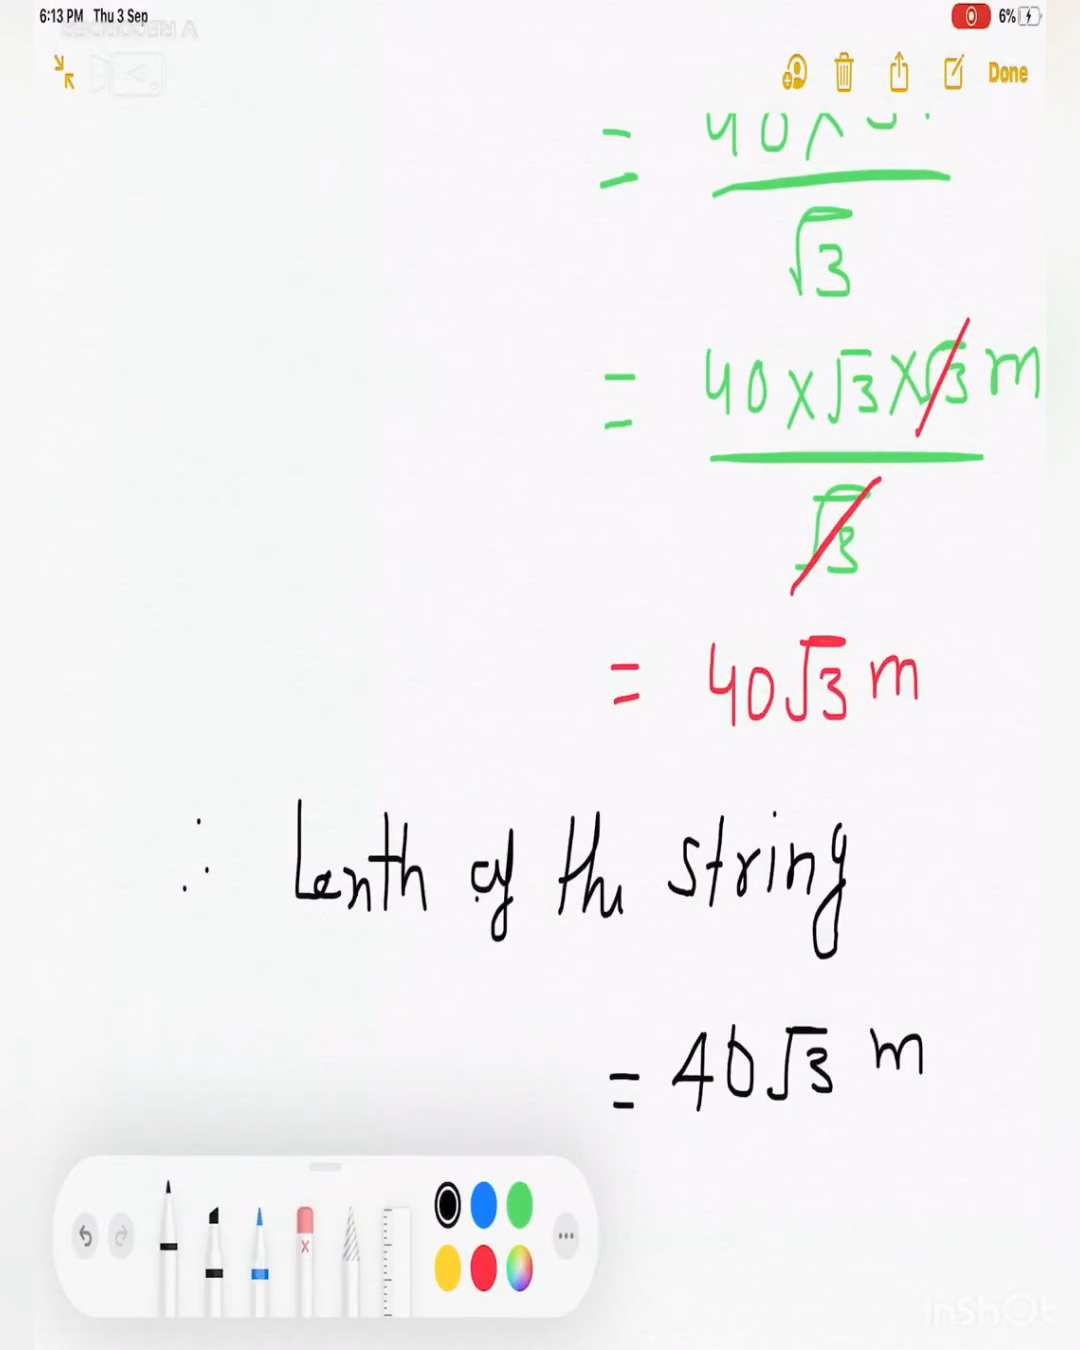 6:13 PM Thu 3 Sep
6%
Done
=
√3
= 40×√3×√3 m
√3
= 40√3 m
∴ Lenth of the string
= 40√3 m
InShOt